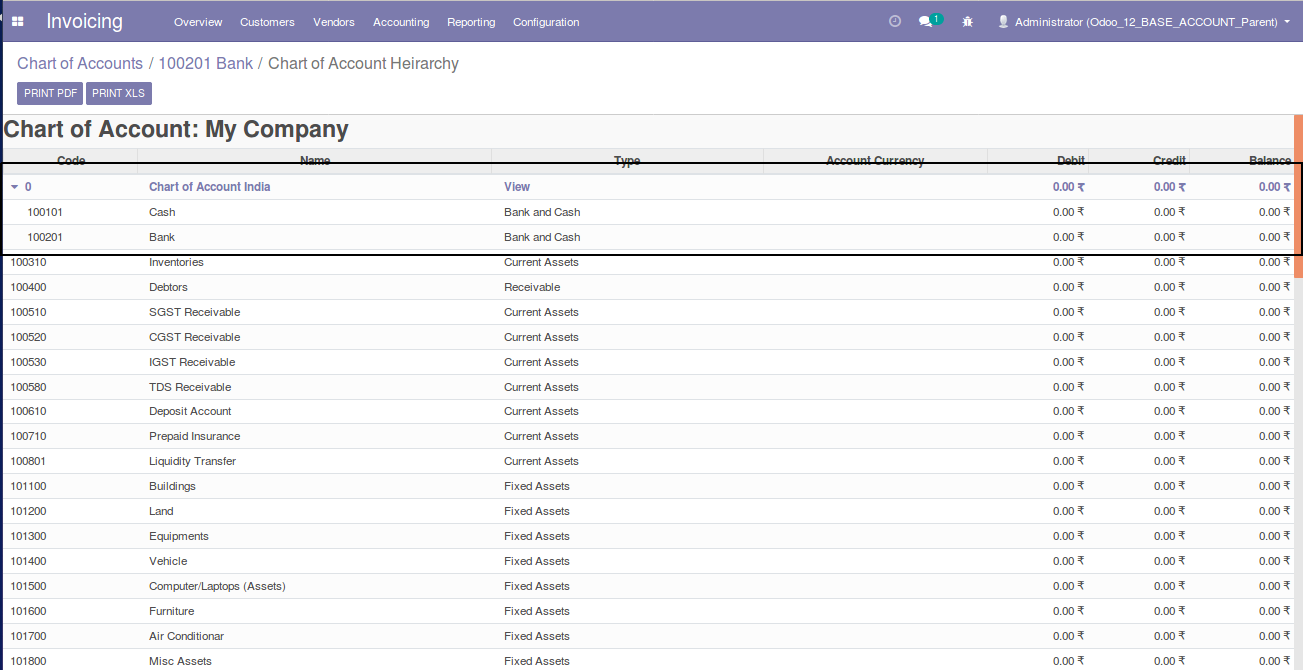 Invoicing Overview Customers Vendors Accounting Reporting Configuration 1 Administrator (Odoo_12_BASE_ACCOUNT_Parent)
Chart of Accounts / 100201 Bank / Chart of Account Heirarchy
PRINT PDF PRINT XLS
Chart of Account: My Company
Code Name Type Account Currency Debit Credit Balance
0 Chart of Account India View 0.00 ₹ 0.00 ₹ 0.00 ₹
100101 Cash Bank and Cash 0.00 ₹ 0.00 ₹ 0.00 ₹
100201 Bank Bank and Cash 0.00 ₹ 0.00 ₹ 0.00 ₹
100310 Inventories Current Assets 0.00 ₹ 0.00 ₹ 0.00 ₹
100400 Debtors Receivable 0.00 ₹ 0.00 ₹ 0.00 ₹
100510 SGST Receivable Current Assets 0.00 ₹ 0.00 ₹ 0.00 ₹
100520 CGST Receivable Current Assets 0.00 ₹ 0.00 ₹ 0.00 ₹
100530 IGST Receivable Current Assets 0.00 ₹ 0.00 ₹ 0.00 ₹
100580 TDS Receivable Current Assets 0.00 ₹ 0.00 ₹ 0.00 ₹
100610 Deposit Account Current Assets 0.00 ₹ 0.00 ₹ 0.00 ₹
100710 Prepaid Insurance Current Assets 0.00 ₹ 0.00 ₹ 0.00 ₹
100801 Liquidity Transfer Current Assets 0.00 ₹ 0.00 ₹ 0.00 ₹
101100 Buildings Fixed Assets 0.00 ₹ 0.00 ₹ 0.00 ₹
101200 Land Fixed Assets 0.00 ₹ 0.00 ₹ 0.00 ₹
101300 Equipments Fixed Assets 0.00 ₹ 0.00 ₹ 0.00 ₹
101400 Vehicle Fixed Assets 0.00 ₹ 0.00 ₹ 0.00 ₹
101500 Computer/Laptops (Assets) Fixed Assets 0.00 ₹ 0.00 ₹ 0.00 ₹
101600 Furniture Fixed Assets 0.00 ₹ 0.00 ₹ 0.00 ₹
101700 Air Conditionar Fixed Assets 0.00 ₹ 0.00 ₹ 0.00 ₹
101800 Misc Assets Fixed Assets 0.00 ₹ 0.00 ₹ 0.00 ₹